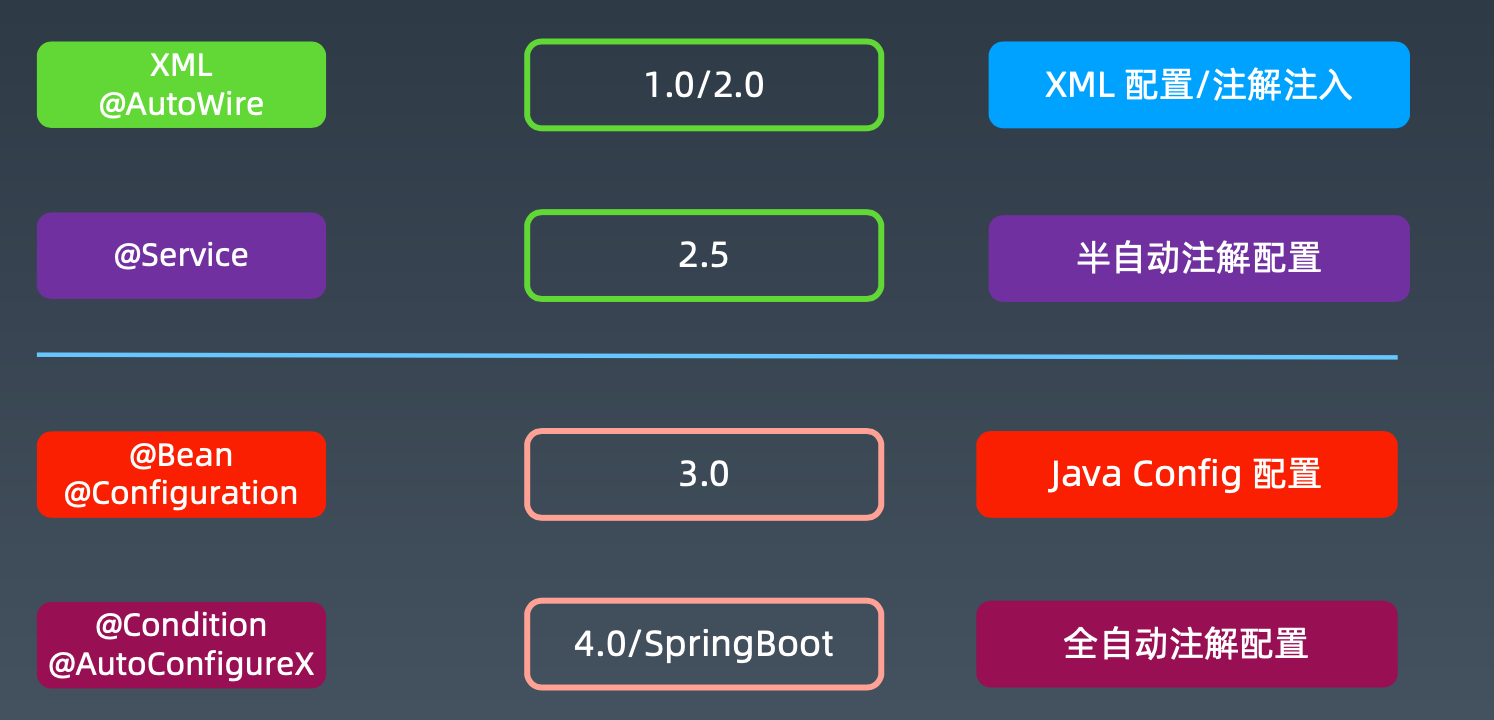 XML
@AutoWire
1.0/2.0
XML 配置/注解注入
@Service
2.5
半自动注解配置
@Bean
@Configuration
3.0
Java Config 配置
@Condition
@AutoConfigureX
4.0/SpringBoot
全自动注解配置